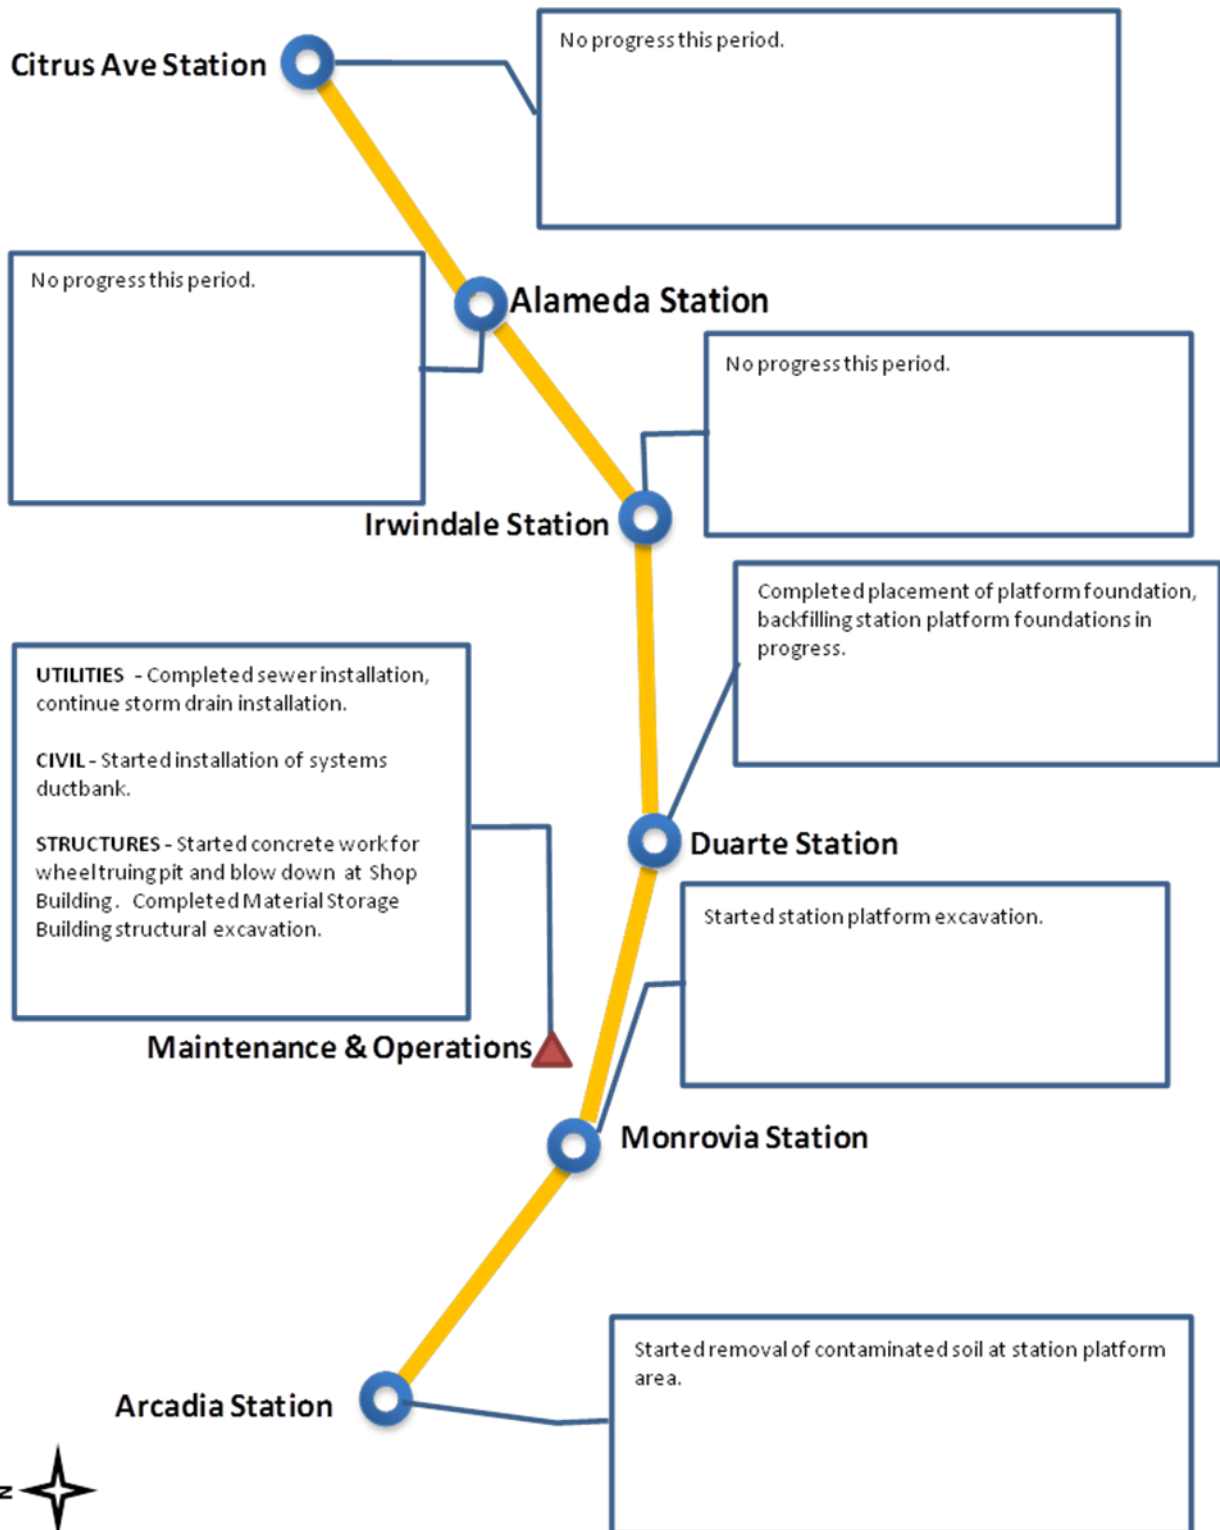 No progress this period.
Citrus Ave Station
No progress this period.
Alameda Station
No progress this period.
Irwindale Station
Completed placement of platform foundation,
backfilling station platform foundations in
progress.
UTILITIES - Completed sewer installation,
continue storm drain installation.
CIVIL - Started installation of systems
ductbank.
STRUCTURES - Started concrete work for
wheel truing pit and blow down at Shop
Building. Completed Material Storage
Building structural excavation.
Duarte Station
Started station platform excavation.
Maintenance & Operations
Monrovia Station
Started removal of contaminated soil at station platform
area.
Arcadia Station
N